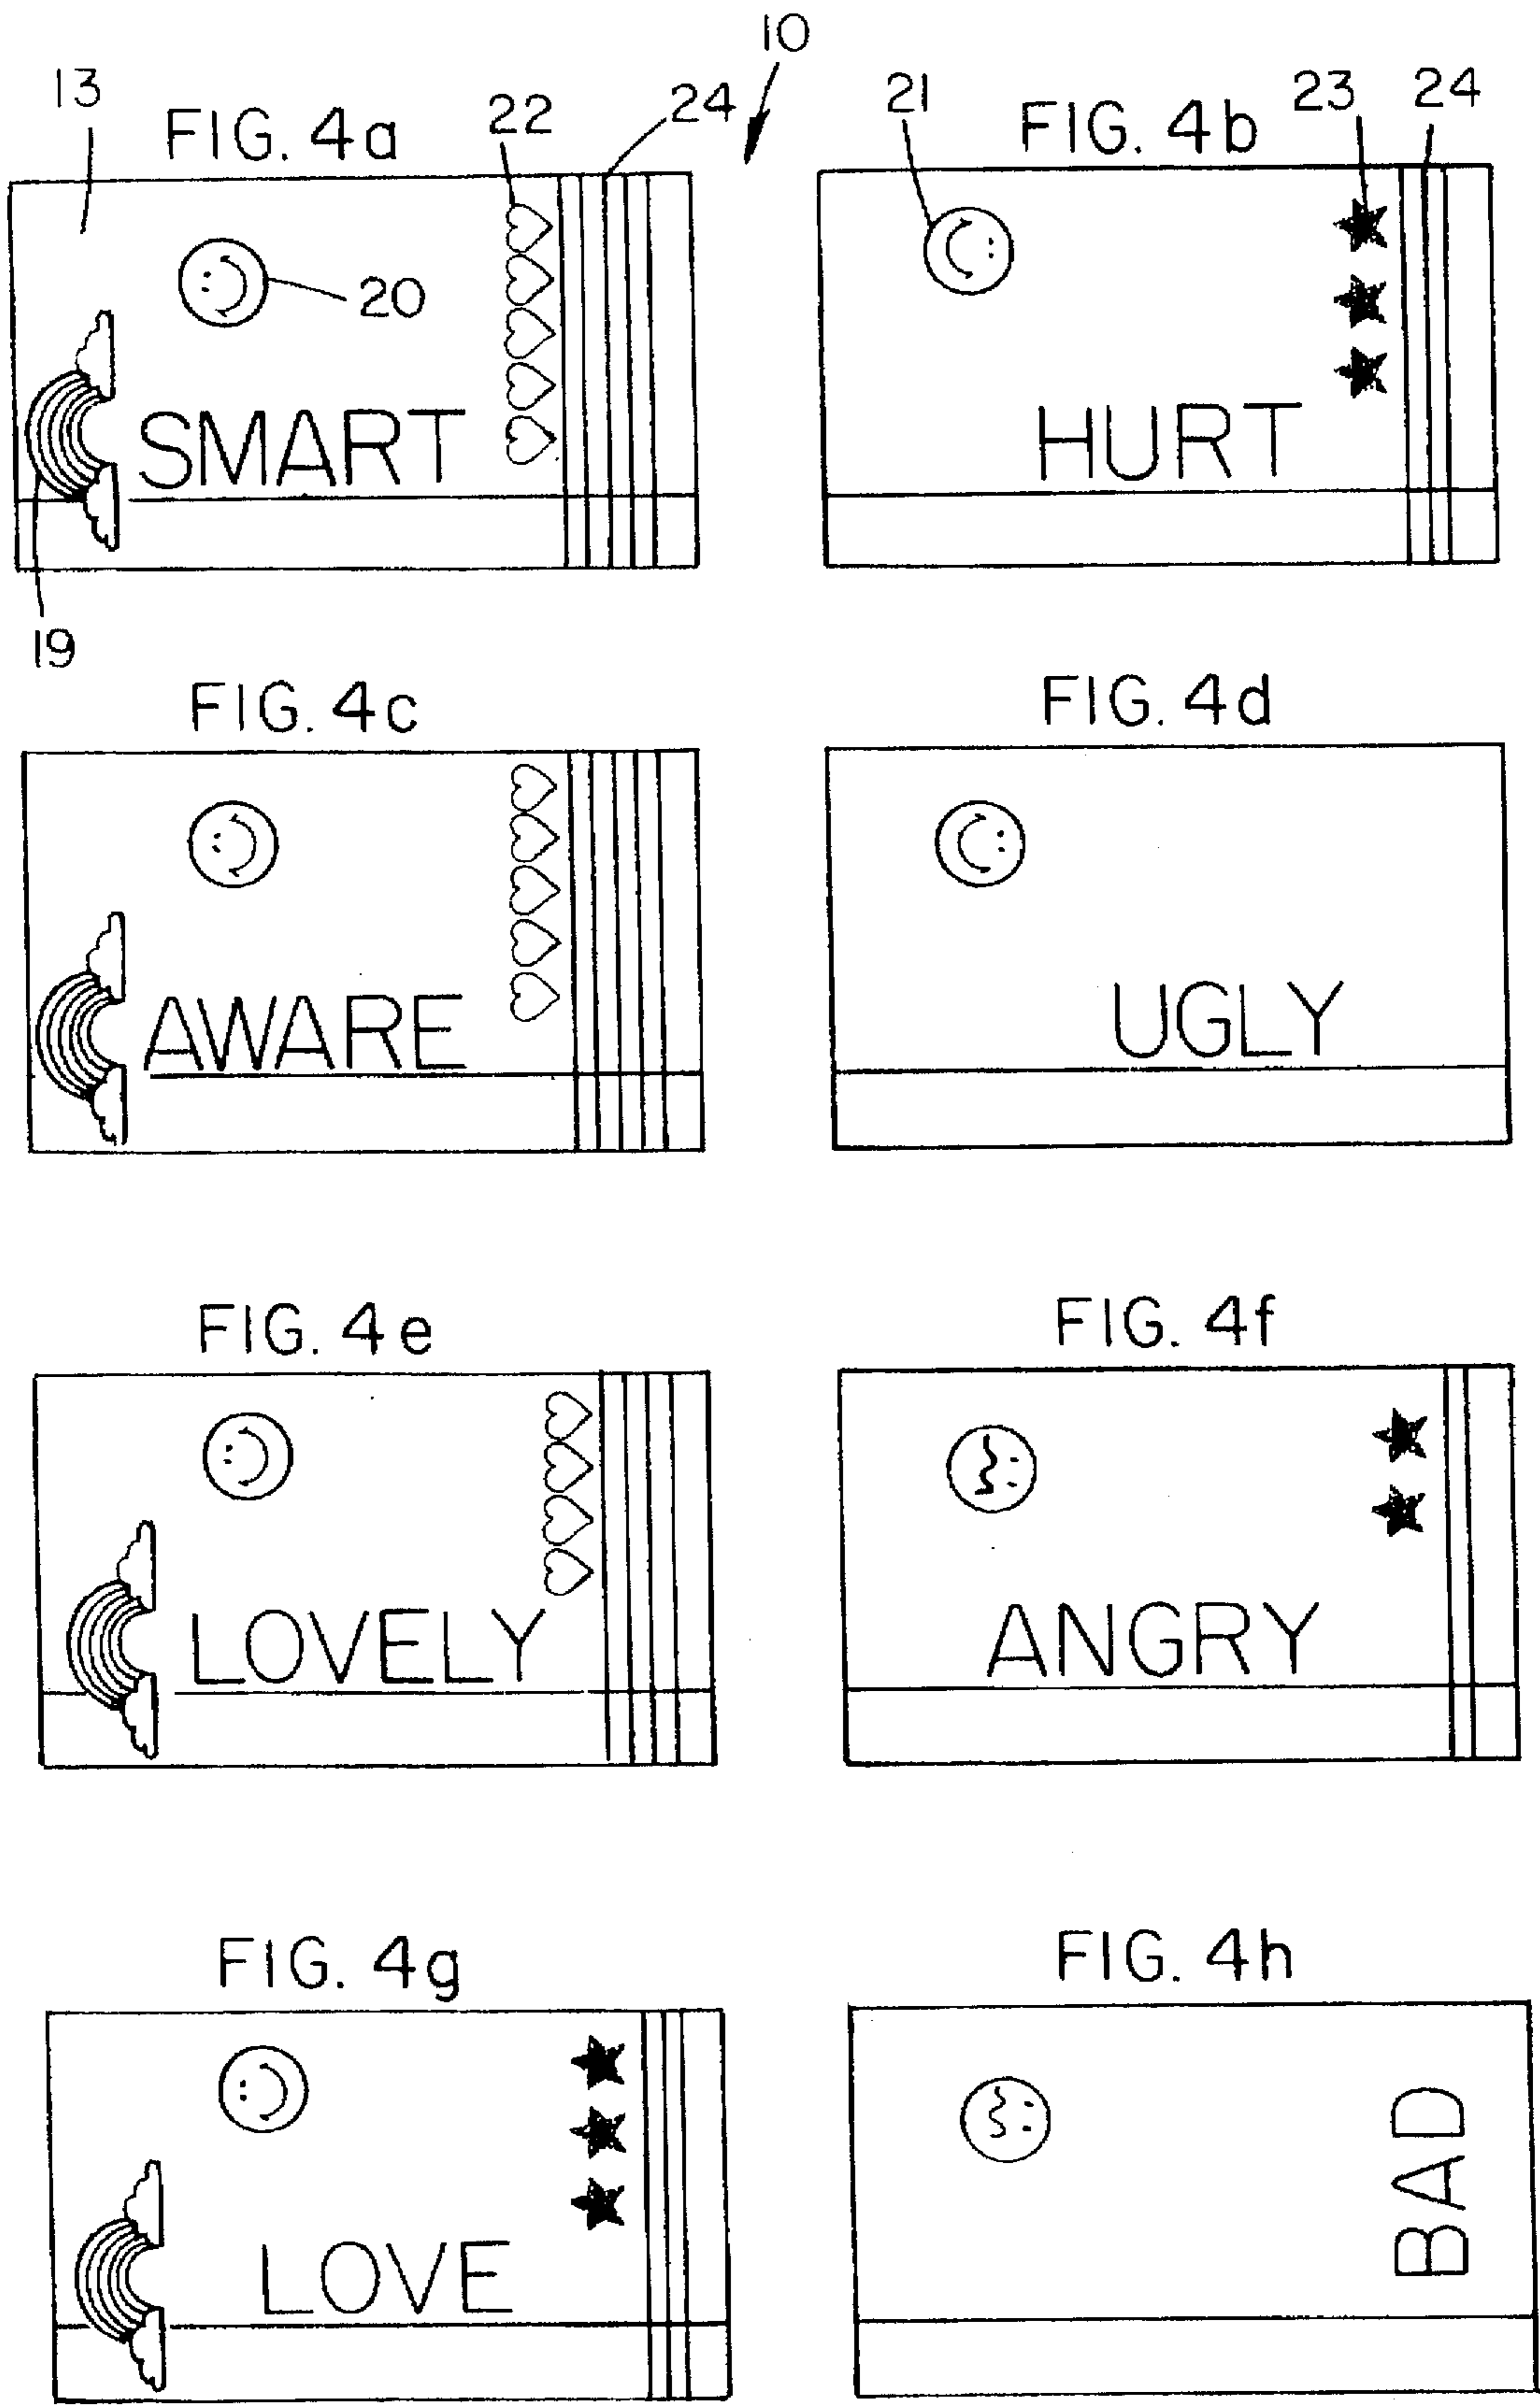 10
13
FIG. 4a
22
24
21
FIG. 4b
23
24
20
SMART
HURT
19
FIG. 4c
FIG. 4d
AWARE
UGLY
FIG. 4e
FIG. 4f
LOVELY
ANGRY
FIG. 4g
FIG. 4h
LOVE
BAD